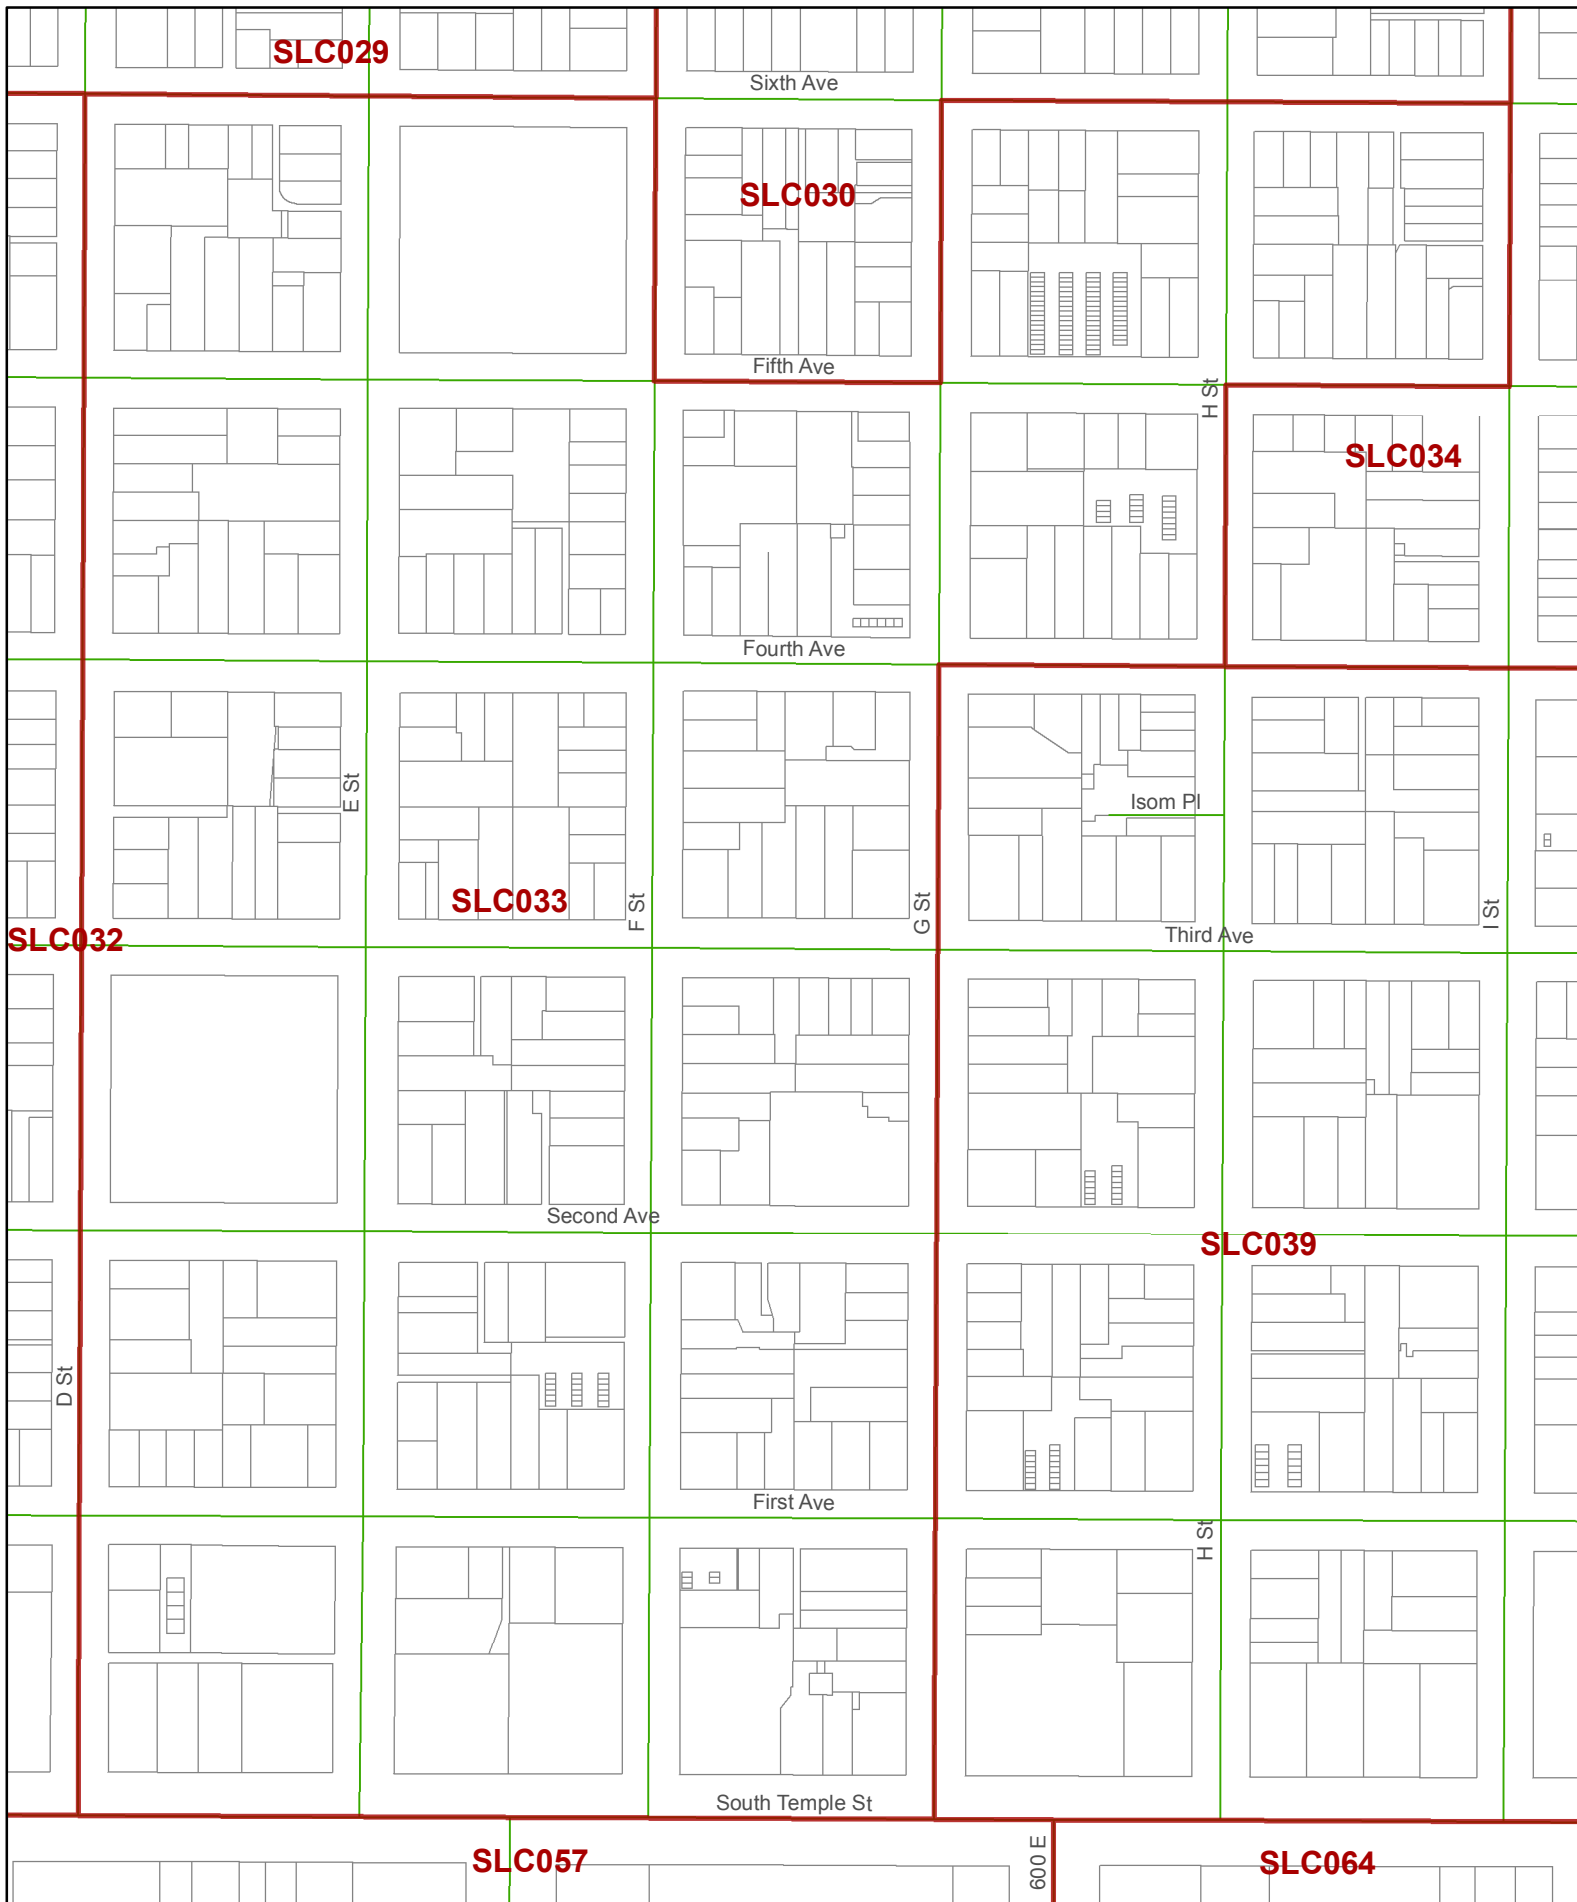 SLC029
Sixth Ave
SLC030
Fifth Ave
H St
SLC034
Fourth Ave
E St
Isom Pl
SLC033
F St
G St
I St
SLC032
Third Ave
Second Ave
SLC039
D St
First Ave
H St
South Temple St
SLC057
600 E
SLC064